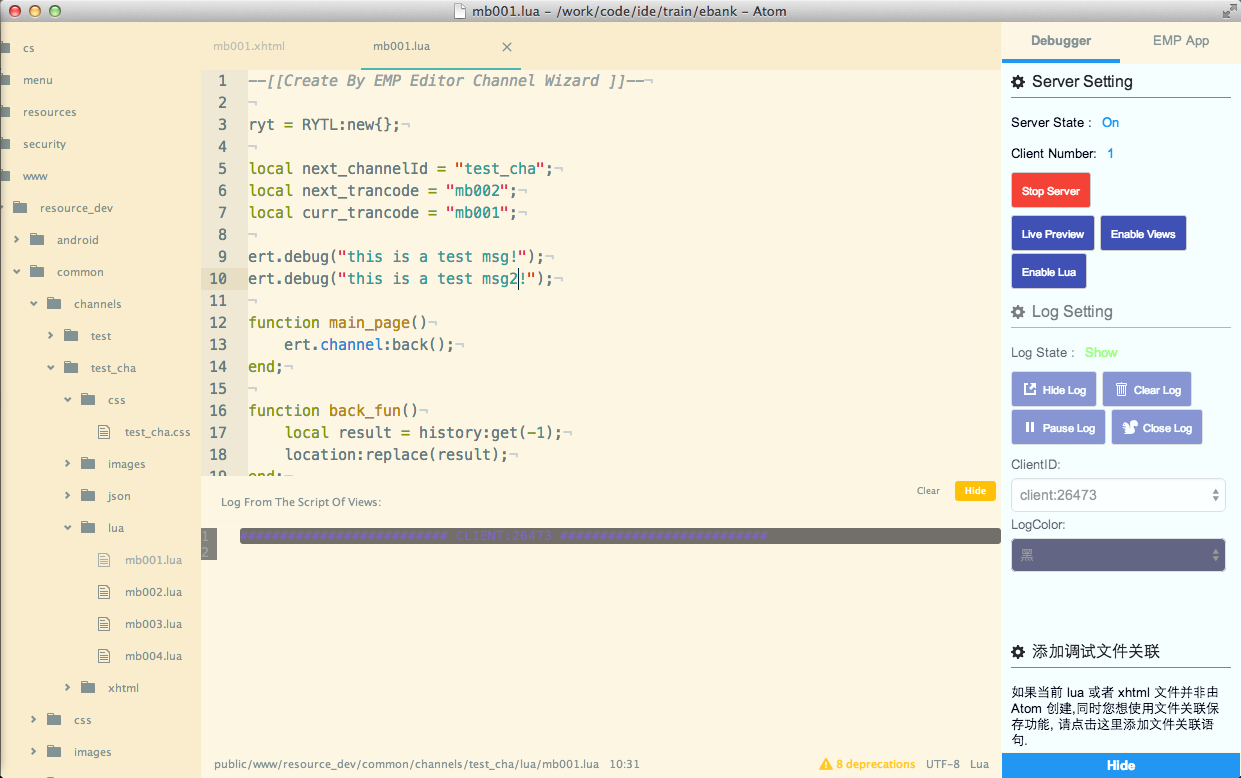 mb001.lua – /work/code/ide/train/ebank – Atom
cs
menu
resources
security
www
resource_dev
android
common
channels
test
test_cha
css
test_cha.css
images
json
lua
mb001.lua
mb002.lua
mb003.lua
mb004.lua
xhtml
css
images
mb001.xhtml
mb001.lua
1 --[[Create By EMP Editor Channel Wizard ]]--¬
2 ¬
3 ryt = RYTL:new{};¬
4 ¬
5 local next_channelId = "test_cha";¬
6 local next_trancode = "mb002";¬
7 local curr_trancode = "mb001";¬
8 ¬
9 ert.debug("this is a test msg!");¬
10 ert.debug("this is a test msg2!");¬
11 ¬
12 function main_page()¬
13 ert.channel:back();¬
14 end;¬
15 ¬
16 function back_fun()¬
17 local result = history:get(-1);¬
18 location:replace(result);¬
19 end;¬
Log From The Script Of Views:
Clear
Hide
1 ########################## CLIENT:26473 ##########################
2
public/www/resource_dev/common/channels/test_cha/lua/mb001.lua 10:31
8 deprecations UTF-8 Lua
Debugger
EMP App
Server Setting
Server State : On
Client Number: 1
Stop Server
Live Preview
Enable Views
Enable Lua
Log Setting
Log State : Show
Hide Log
Clear Log
Pause Log
Close Log
ClientID:
client:26473
LogColor:
黑
添加调试文件关联
如果当前 lua 或者 xhtml 文件并非由
Atom 创建,同时您想使用文件关联保
存功能, 请点击这里添加文件关联语
句.
Hide